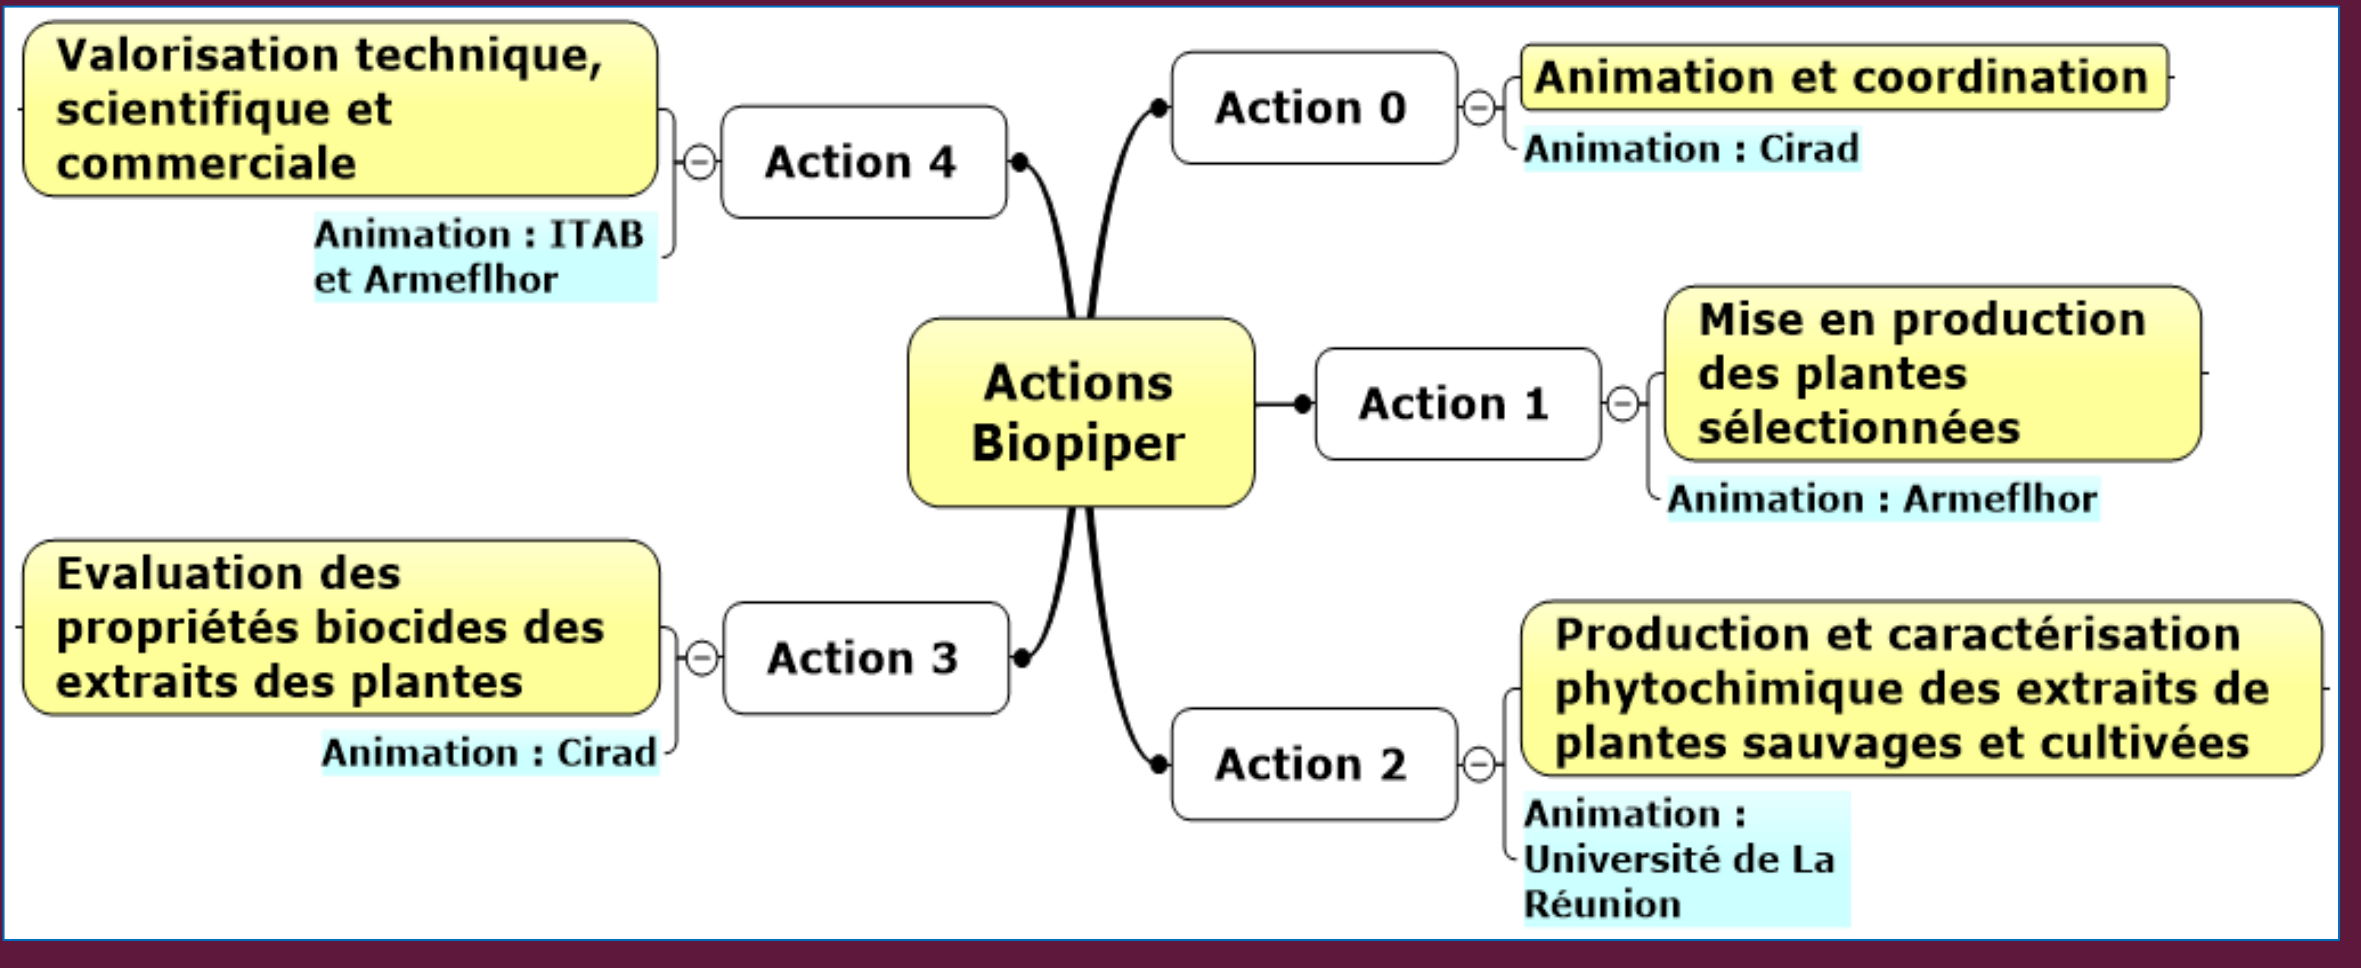 Valorisation technique,
scientifique et
commerciale
Animation : ITAB
et Armeflhor
Action 4
Action 0
Animation et coordination
Animation : Cirad
Actions
Biopiper
Action 1
Mise en production
des plantes
sélectionnées
Animation : Armeflhor
Evaluation des
propriétés biocides des
extraits des plantes
Animation : Cirad
Action 3
Action 2
Production et caractérisation
phytochimique des extraits de
plantes sauvages et cultivées
Animation :
Université de La
Réunion